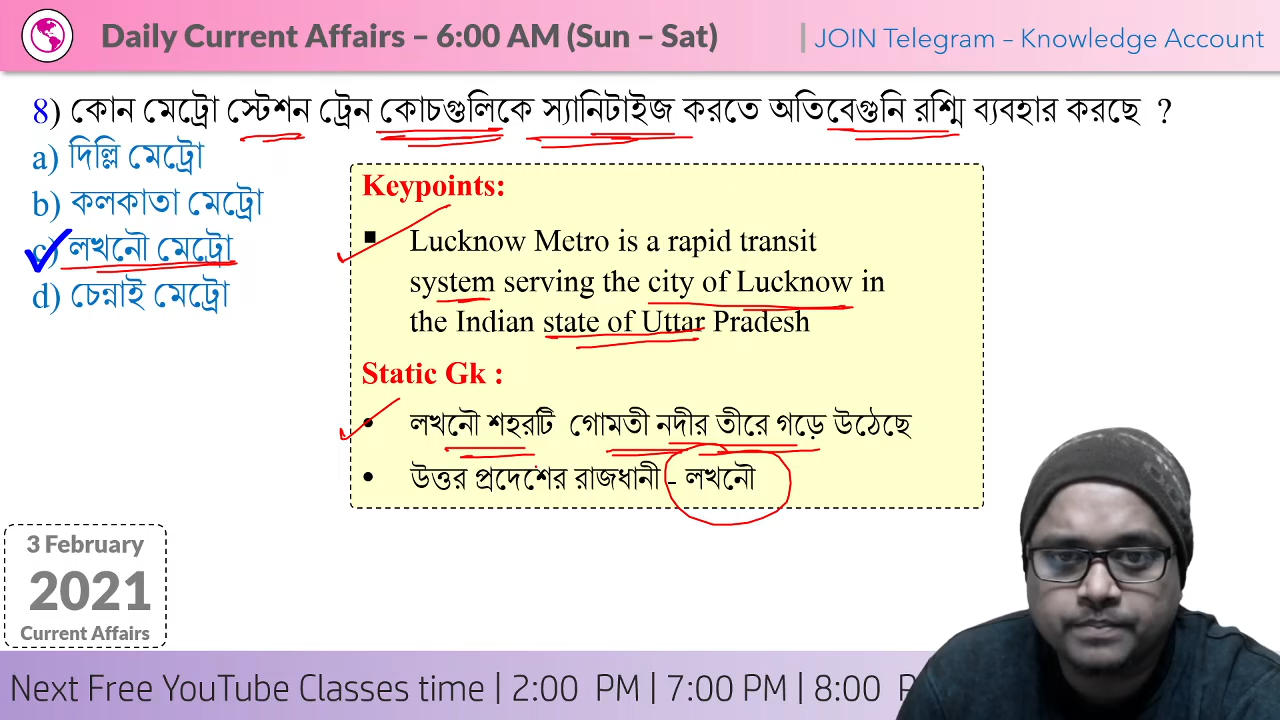 Daily Current Affairs – 6:00 AM (Sun – Sat)
JOIN Telegram – Knowledge Account
8) কোন মেট্রো স্টেশন ট্রেন কোচগুলিকে স্যানিটাইজ করতে অতিবেগুনি রশ্মি ব্যবহার করছে ?
a) দিল্লি মেট্রো
b) কলকাতা মেট্রো
c) লখনৌ মেট্রো
d) চেন্নাই মেট্রো
Keypoints:
▪ Lucknow Metro is a rapid transit
system serving the city of Lucknow in
the Indian state of Uttar Pradesh
Static Gk :
• লখনৌ শহরটি গোমতী নদীর তীরে গড়ে উঠেছে
• উত্তর প্রদেশের রাজধানী - লখনৌ
3 February
2021
Current Affairs
Next Free YouTube Classes time | 2:00 PM | 7:00 PM | 8:00